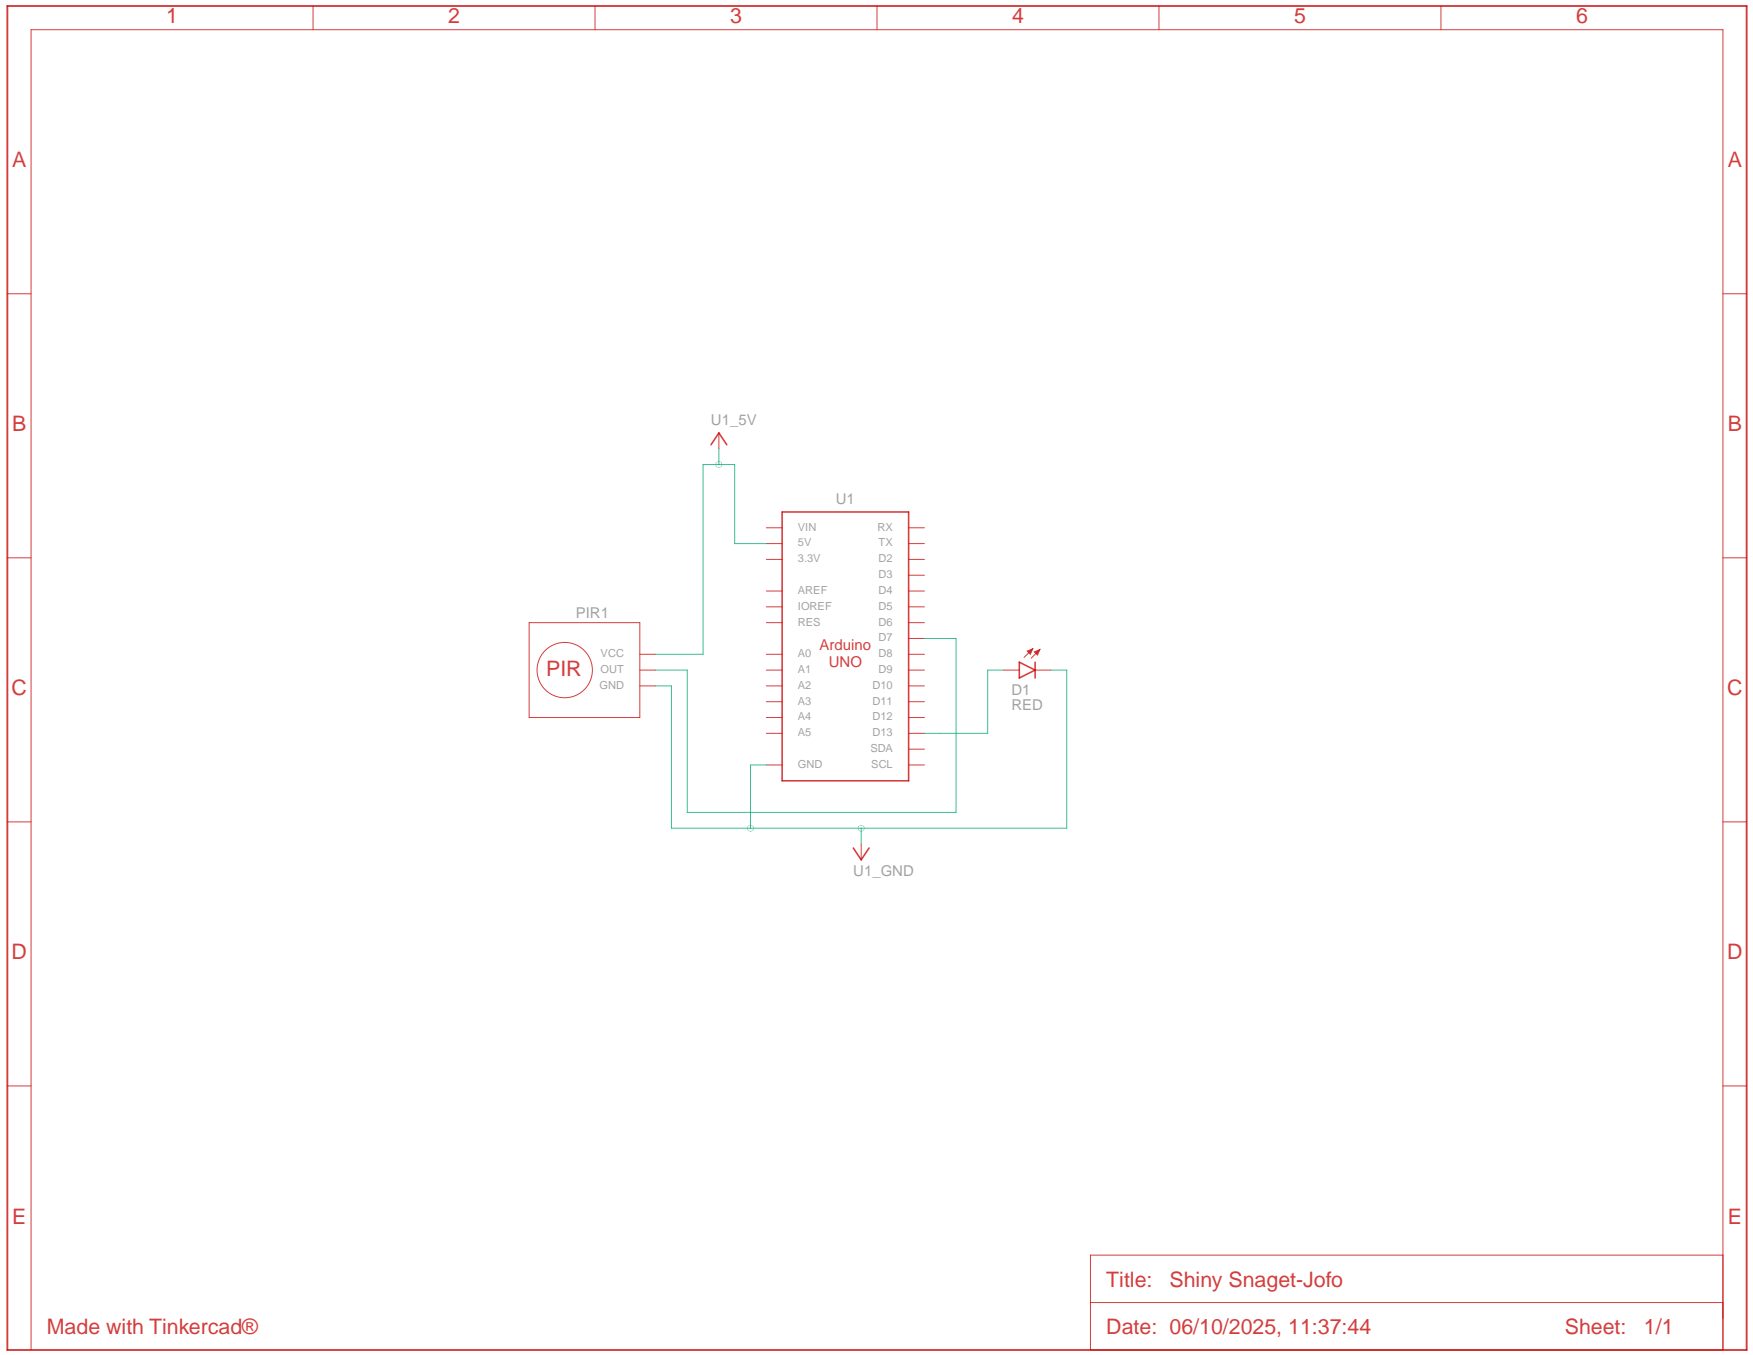 1 2 3 4 5 6
A A
B B
U1_5V
U1
VIN RX
5V TX
3.3V D2
D3
AREF D4
IOREF D5
RES D6
D7
PIR1
Arduino
UNO
VCC A0 D8
PIR OUT A1 D9
GND A2 D10
A3 D11
A4 D12
A5 D13
SDA
GND SCL
D1
RED
C C
U1_GND
D D
E E
Title: Shiny Snaget-Jofo
Made with Tinkercad®
Date: 06/10/2025, 11:37:44 Sheet: 1/1